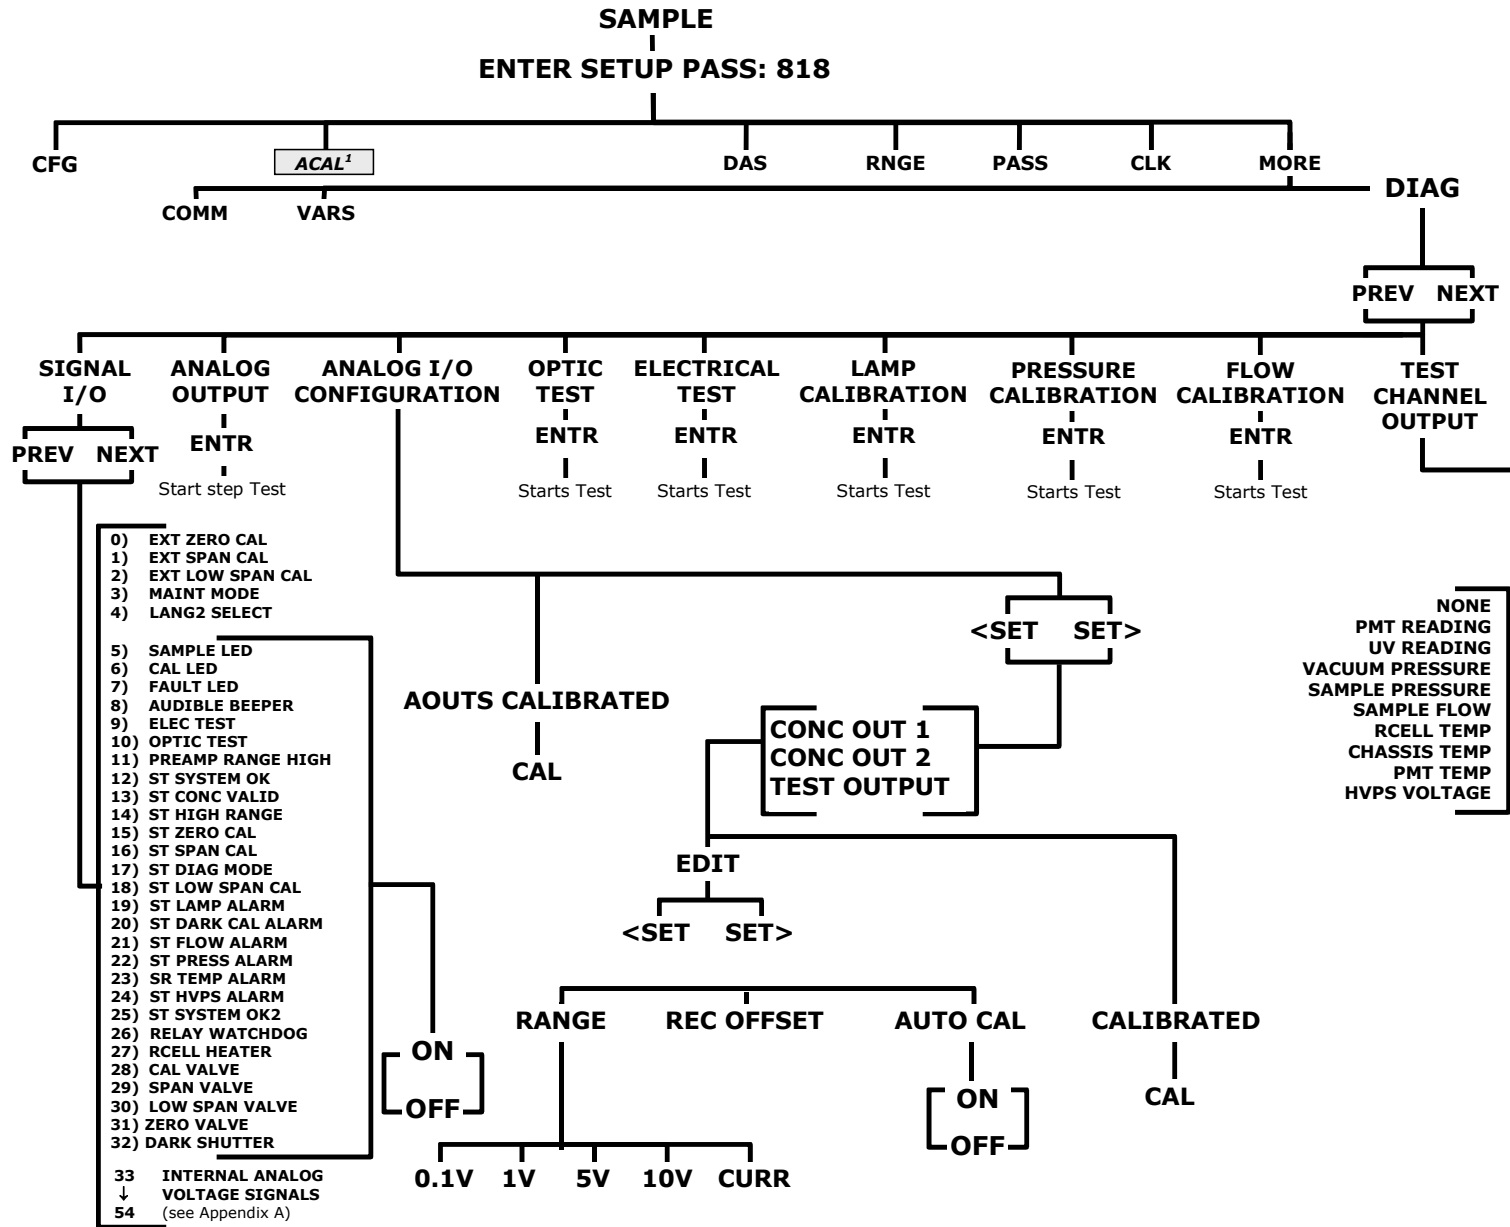 SAMPLE
ENTER SETUP PASS: 818
CFG
ACAL¹
DAS
RNGE
PASS
CLK
MORE
COMM
VARS
DIAG
PREV NEXT
SIGNAL
I/O
ANALOG
OUTPUT
ANALOG I/O
CONFIGURATION
OPTIC
TEST
ELECTRICAL
TEST
LAMP
CALIBRATION
PRESSURE
CALIBRATION
FLOW
CALIBRATION
TEST
CHANNEL
OUTPUT
PREV NEXT
ENTR
ENTR
ENTR
ENTR
ENTR
ENTR
Start step Test
Starts Test
Starts Test
Starts Test
Starts Test
Starts Test
0) EXT ZERO CAL
1) EXT SPAN CAL
2) EXT LOW SPAN CAL
3) MAINT MODE
4) LANG2 SELECT
5) SAMPLE LED
6) CAL LED
7) FAULT LED
8) AUDIBLE BEEPER
9) ELEC TEST
10) OPTIC TEST
11) PREAMP RANGE HIGH
12) ST SYSTEM OK
13) ST CONC VALID
14) ST HIGH RANGE
15) ST ZERO CAL
16) ST SPAN CAL
17) ST DIAG MODE
18) ST LOW SPAN CAL
19) ST LAMP ALARM
20) ST DARK CAL ALARM
21) ST FLOW ALARM
22) ST PRESS ALARM
23) SR TEMP ALARM
24) ST HVPS ALARM
25) ST SYSTEM OK2
26) RELAY WATCHDOG
27) RCELL HEATER
28) CAL VALVE
29) SPAN VALVE
30) LOW SPAN VALVE
31) ZERO VALVE
32) DARK SHUTTER
33 INTERNAL ANALOG
↓ VOLTAGE SIGNALS
54 (see Appendix A)
ON
OFF
AOUTS CALIBRATED
CAL
<SET SET>
CONC OUT 1
CONC OUT 2
TEST OUTPUT
EDIT
<SET SET>
RANGE
REC OFFSET
AUTO CAL
CALIBRATED
ON
OFF
CAL
0.1V 1V 5V 10V CURR
NONE
PMT READING
UV READING
VACUUM PRESSURE
SAMPLE PRESSURE
SAMPLE FLOW
RCELL TEMP
CHASSIS TEMP
PMT TEMP
HVPS VOLTAGE